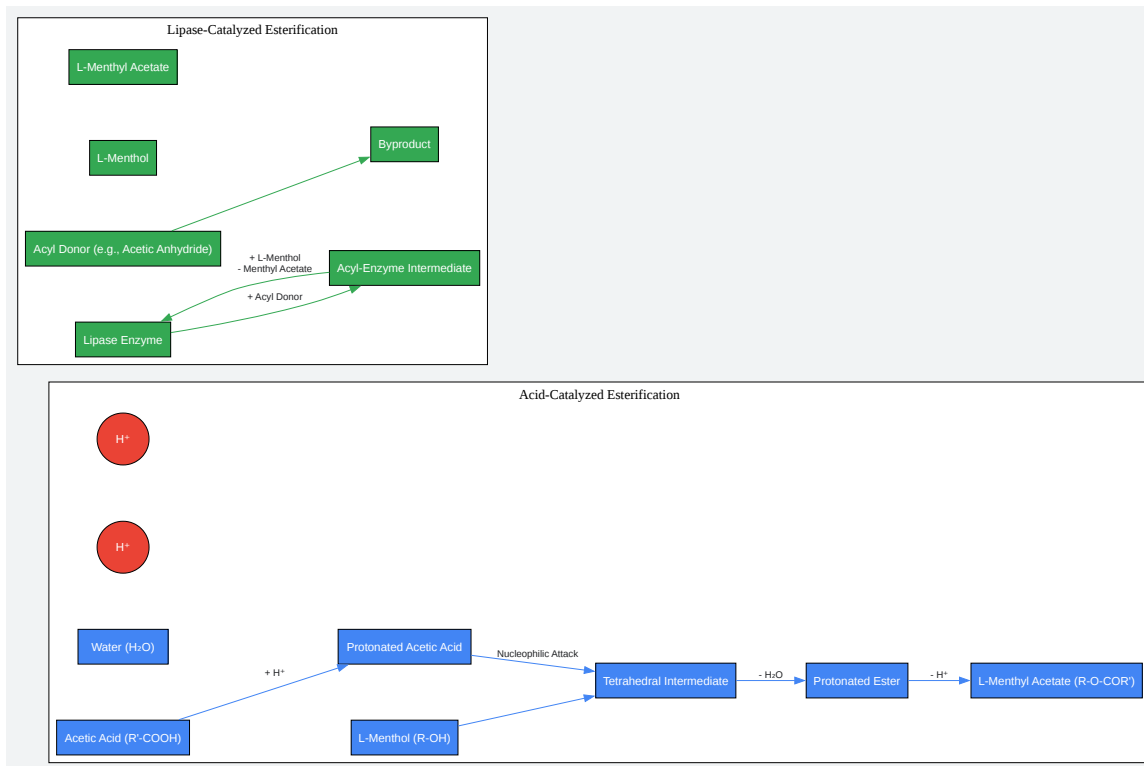 Lipase-Catalyzed Esterification
L-Menthyl Acetate
Byproduct
L-Menthol
Acyl Donor (e.g., Acetic Anhydride)
+ L-Menthol
- Menthyl Acetate
Acyl-Enzyme Intermediate
+ Acyl Donor
Lipase Enzyme
Acid-Catalyzed Esterification
H⁺
H⁺
Water (H₂O)
Protonated Acetic Acid
Nucleophilic Attack
+ H⁺
Tetrahedral Intermediate
- H₂O
Protonated Ester
- H⁺
L-Menthyl Acetate (R-O-COR')
Acetic Acid (R'-COOH)
L-Menthol (R-OH)